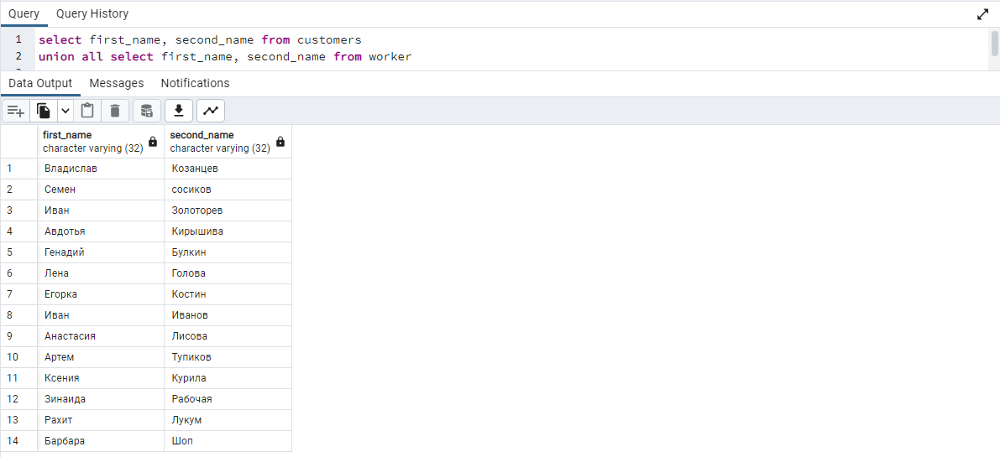 Query Query History
1 select first_name, second_name from customers
2 union all select first_name, second_name from worker
Data Output Messages Notifications
first_name second_name
character varying (32) character varying (32)
1 Владислав Козанцев
2 Семен сосиков
3 Иван Золоторев
4 Авдотья Кирышива
5 Генадий Булкин
6 Лена Голова
7 Егорка Костин
8 Иван Иванов
9 Анастасия Лисова
10 Артем Тупиков
11 Ксения Курила
12 Зинаида Рабочая
13 Рахит Лукум
14 Барбара Шоп